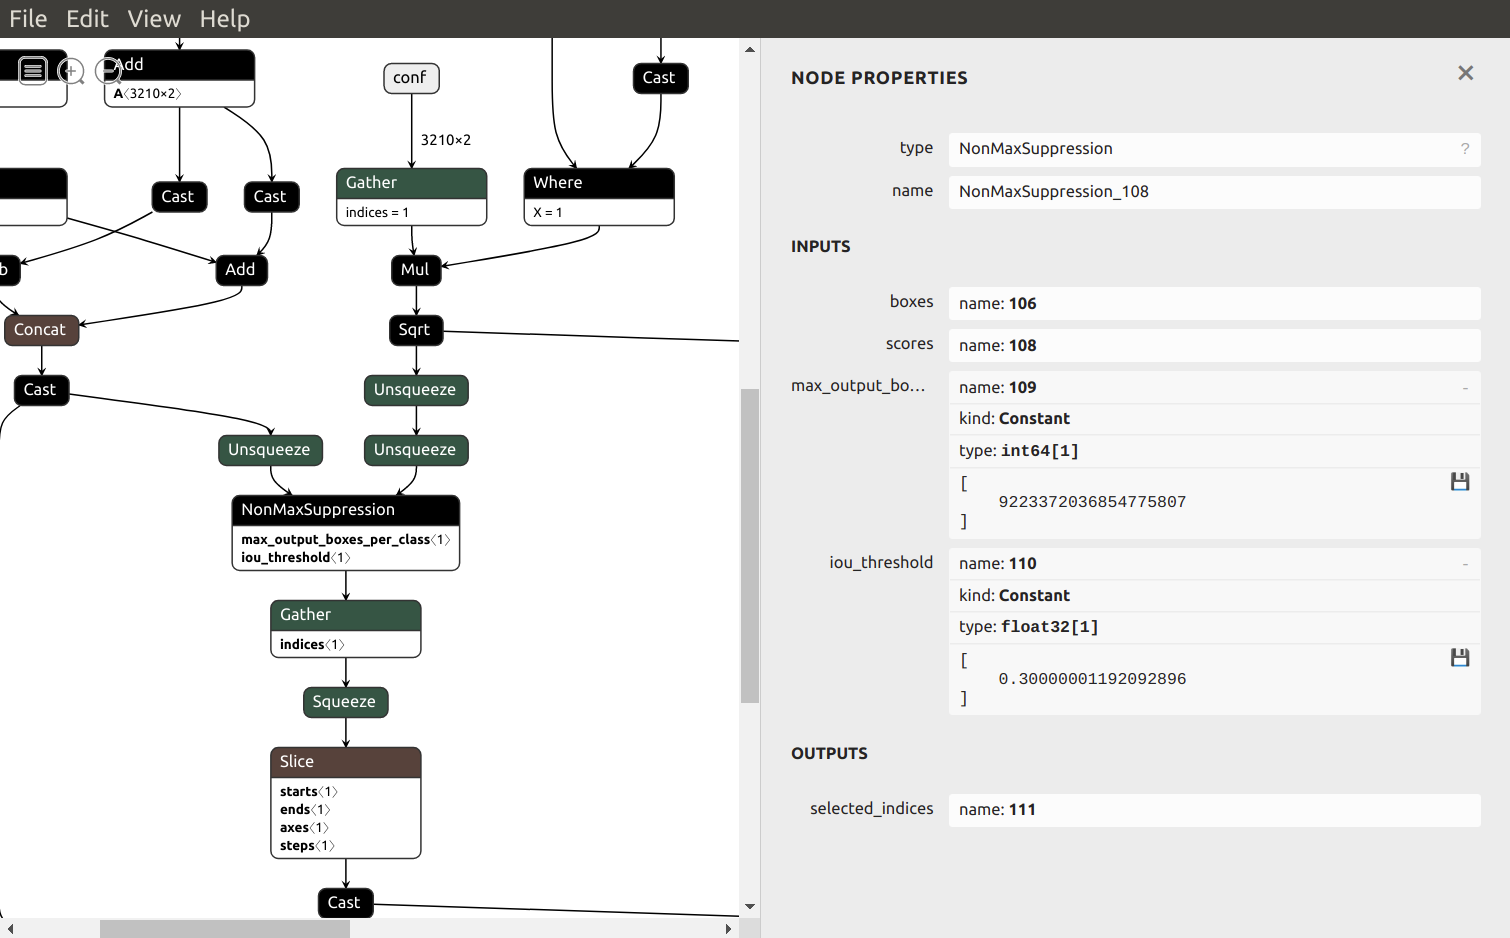 File Edit View Help
Add
A〈3210×2〉
conf
Cast
3210×2
Cast
Cast
Gather
indices = 1
Where
X = 1
b
Add
Mul
Concat
Sqrt
Cast
Unsqueeze
Unsqueeze
Unsqueeze
NonMaxSuppression
max_output_boxes_per_class〈1〉
iou_threshold〈1〉
Gather
indices〈1〉
Squeeze
Slice
starts〈1〉
ends〈1〉
axes〈1〉
steps〈1〉
Cast
NODE PROPERTIES
type NonMaxSuppression ?
name NonMaxSuppression_108
INPUTS
boxes name: 106
scores name: 108
max_output_bo... name: 109 -
kind: Constant
type: int64[1]
[
9223372036854775807
]
iou_threshold name: 110 -
kind: Constant
type: float32[1]
[
0.30000001192092896
]
OUTPUTS
selected_indices name: 111